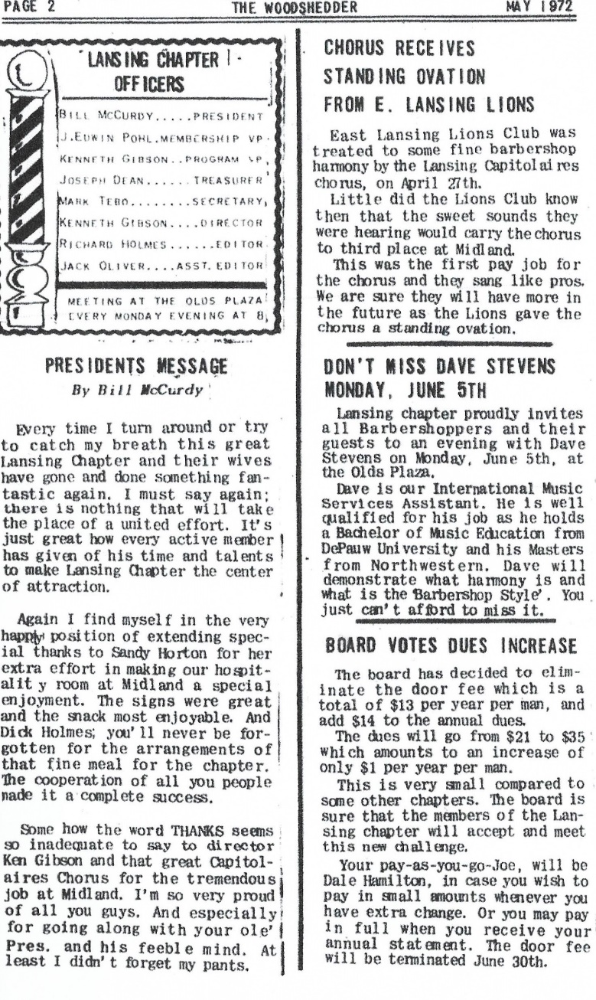 PAGE 2 THE WOODSHEDDER MAY 1972
LANSING CHAPTER
OFFICERS
BILL MCCURDY.....PRESIDENT
J.EDWIN POHL.MEMBERSHIP VP
KENNETH GIBSON..PROGRAM VP
JOSEPH DEAN......TREASURER
MARK TEBO........SECRETARY
KENNETH GIBSON....DIRECTOR
RICHARD HOLMES......EDITOR
JACK OLIVER....ASST.EDITOR
MEETING AT THE OLDS PLAZA
EVERY MONDAY EVENING AT 8
PRESIDENTS MESSAGE
By Bill McCurdy
Every time I turn around or try
to catch my breath this great
Lansing Chapter and their wives
have gone and done something fan-
tastic again. I must say again;
there is nothing that will take
the place of a united effort. It's
just great how every active member
has given of his time and talents
to make Lansing Chapter the center
of attraction.
Again I find myself in the very
happy position of extending spec-
ial thanks to Sandy Horton for her
extra effort in making our hospit-
alit y room at Midland a special
enjoyment. The signs were great
and the snack most enjoyable. And
Dick Holmes; you'll never be for-
gotten for the arrangements of
that fine meal for the chapter.
The cooperation of all you people
made it a complete success.
Some how the word THANKS seems
so inadequate to say to director
Ken Gibson and that great Capitol-
aires Chorus for the tremendous
job at Midland. I'm so very proud
of all you guys. And especially
for going along with your ole'
Pres. and his feeble mind. At
least I didn't forget my pants.
CHORUS RECEIVES
STANDING OVATION
FROM E. LANSING LIONS
East Lansing Lions Club was
treated to some fine barbershop
harmony by the Lansing Capitolaires
chorus, on April 27th.
Little did the Lions Club know
then that the sweet sounds they
were hearing would carry the chorus
to third place at Midland.
This was the first pay job for
the chorus and they sang like pros.
We are sure they will have more in
the future as the Lions gave the
chorus a standing ovation.
DON'T MISS DAVE STEVENS
MONDAY, JUNE 5TH
Lansing chapter proudly invites
all Barbershoppers and their
guests to an evening with Dave
Stevens on Monday, June 5th, at
the Olds Plaza.
Dave is our International Music
Services Assistant. He is well
qualified for his job as he holds
a Bachelor of Music Education from
DePauw University and his Masters
from Northwestern. Dave will
demonstrate what harmony is and
what is the 'Barbershop Style'. You
just can't afford to miss it.
BOARD VOTES DUES INCREASE
The board has decided to elim-
inate the door fee which is a
total of $13 per year per man, and
add $14 to the annual dues.
The dues will go from $21 to $35
which amounts to an increase of
only $1 per year per man.
This is very small compared to
some other chapters. The board is
sure that the members of the Lan-
sing chapter will accept and meet
this new challenge.
Your pay-as-you-go-Joe, will be
Dale Hamilton, in case you wish to
pay in small amounts whenever you
have extra change. Or you may pay
in full when you receive your
annual statement. The door fee
will be terminated June 30th.